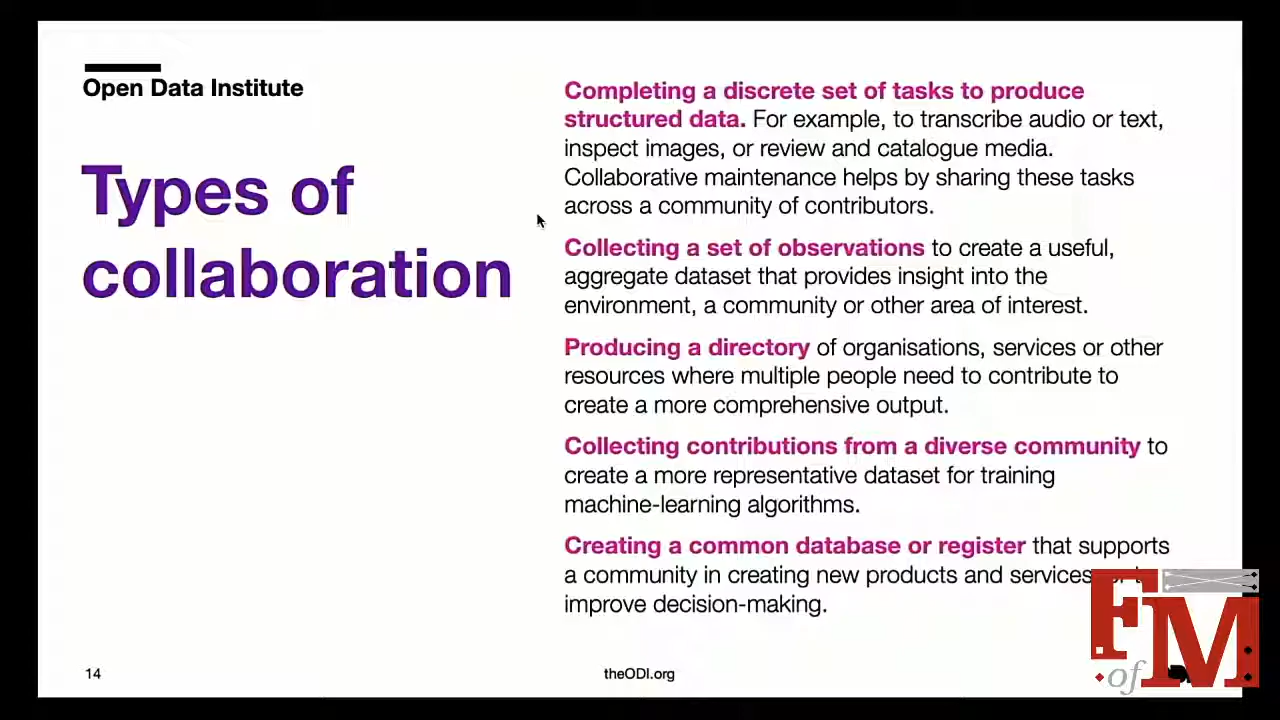 Open Data Institute
Types of
collaboration
Completing a discrete set of tasks to produce
structured data. For example, to transcribe audio or text,
inspect images, or review and catalogue media.
Collaborative maintenance helps by sharing these tasks
across a community of contributors.
Collecting a set of observations to create a useful,
aggregate dataset that provides insight into the
environment, a community or other area of interest.
Producing a directory of organisations, services or other
resources where multiple people need to contribute to
create a more comprehensive output.
Collecting contributions from a diverse community to
create a more representative dataset for training
machine-learning algorithms.
Creating a common database or register that supports
a community in creating new products and services
improve decision-making.
14
theODI.org
F of M